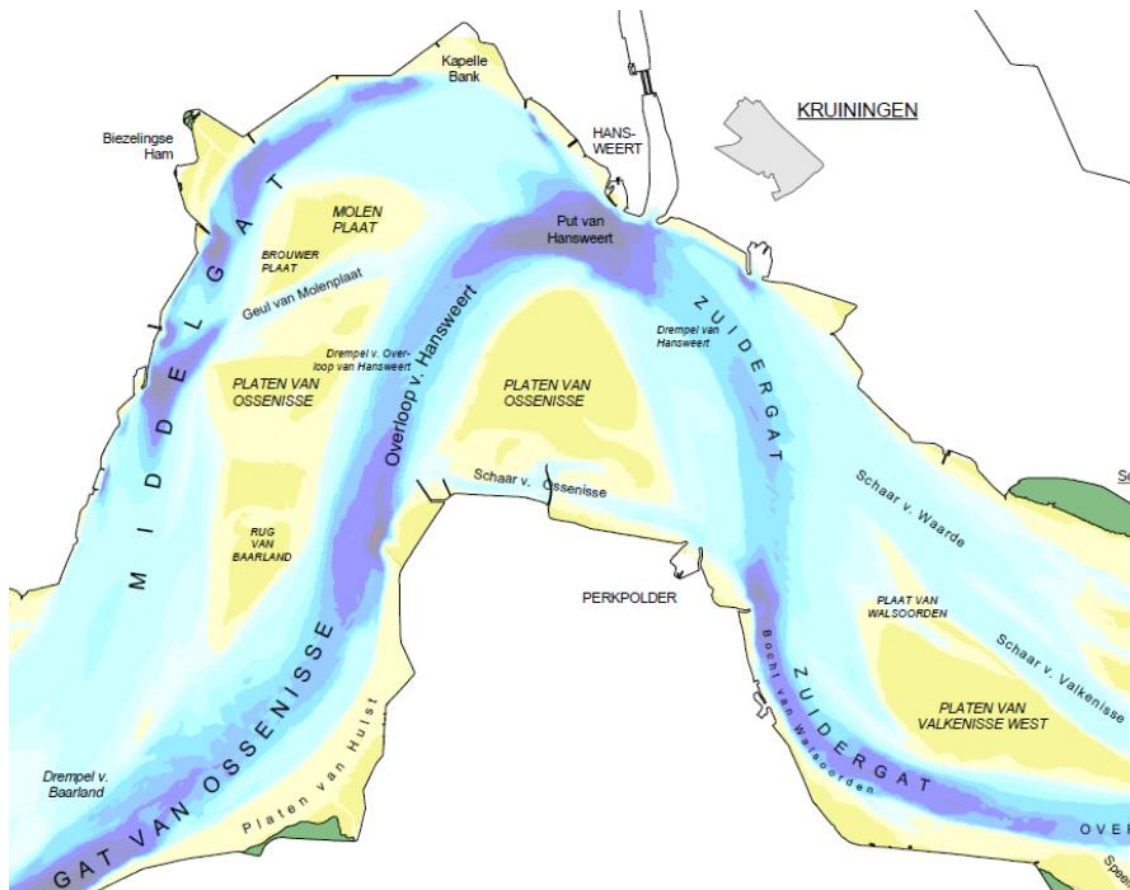 Kapelle
Bank
KRUININGEN
HANS-
WEERT
Biezelingse
Ham
MOLEN
PLAAT
Put van
Hansweert
BROUWER
PLAAT
Geul van Molenplaat
MIDDELGAT
ZUIDERGAT
Drempel v. Over-
loop van Hansweert
Overloop v. Hansweert
Drempel van
Hansweert
PLATEN VAN
OSSENISSE
PLATEN VAN
OSSENISSE
Schaar v. Ossenisse
Schaar v. Waarde
RUG
VAN
BAARLAND
PERKPOLDER
PLAAT VAN
WALSOORDEN
Schaar v. Valkenisse
Bocht van Walsoorden
ZUIDERGAT
PLATEN VAN
VALKENISSE WEST
Drempel v.
Baarland
GAT VAN OSSENISSE
Platen van Hulst
OVER
Spee